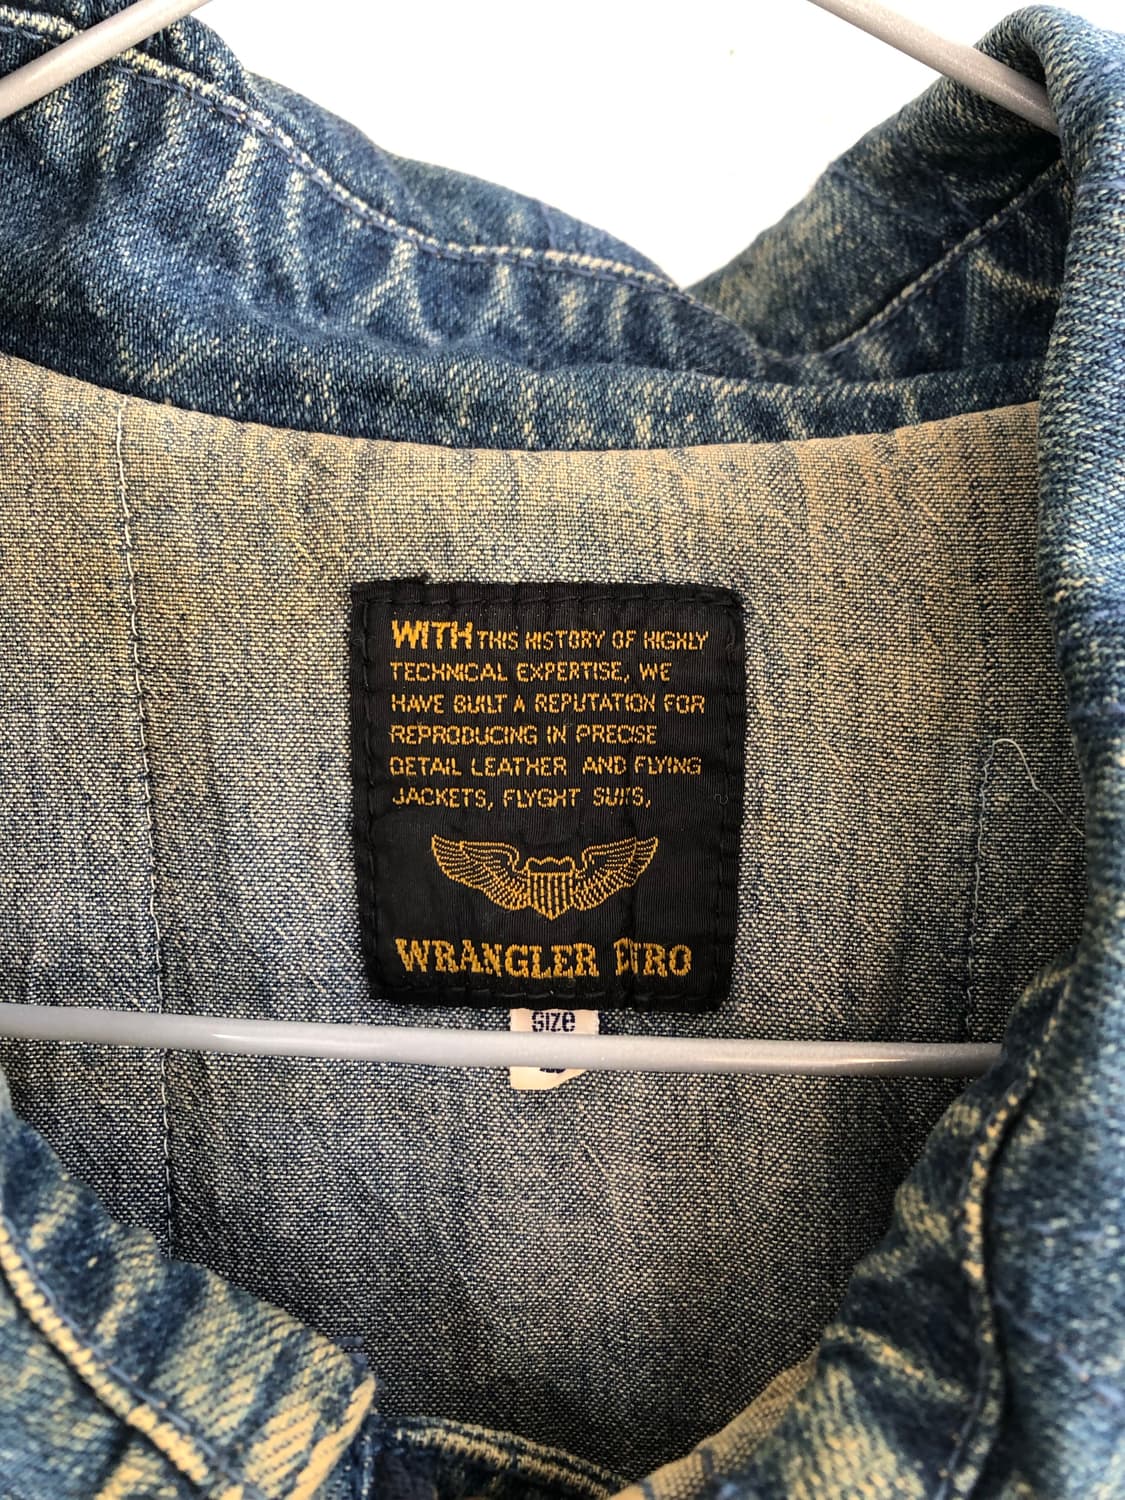 WITH THIS HISTORY OF HIGHLY
TECHNICAL EXPERTISE, WE
HAVE BUILT A REPUTATION FOR
REPRODUCING IN PRECISE
DETAIL LEATHER AND FLYING
JACKETS, FLYGHT SUITS,
WRANGLER EURO
Size